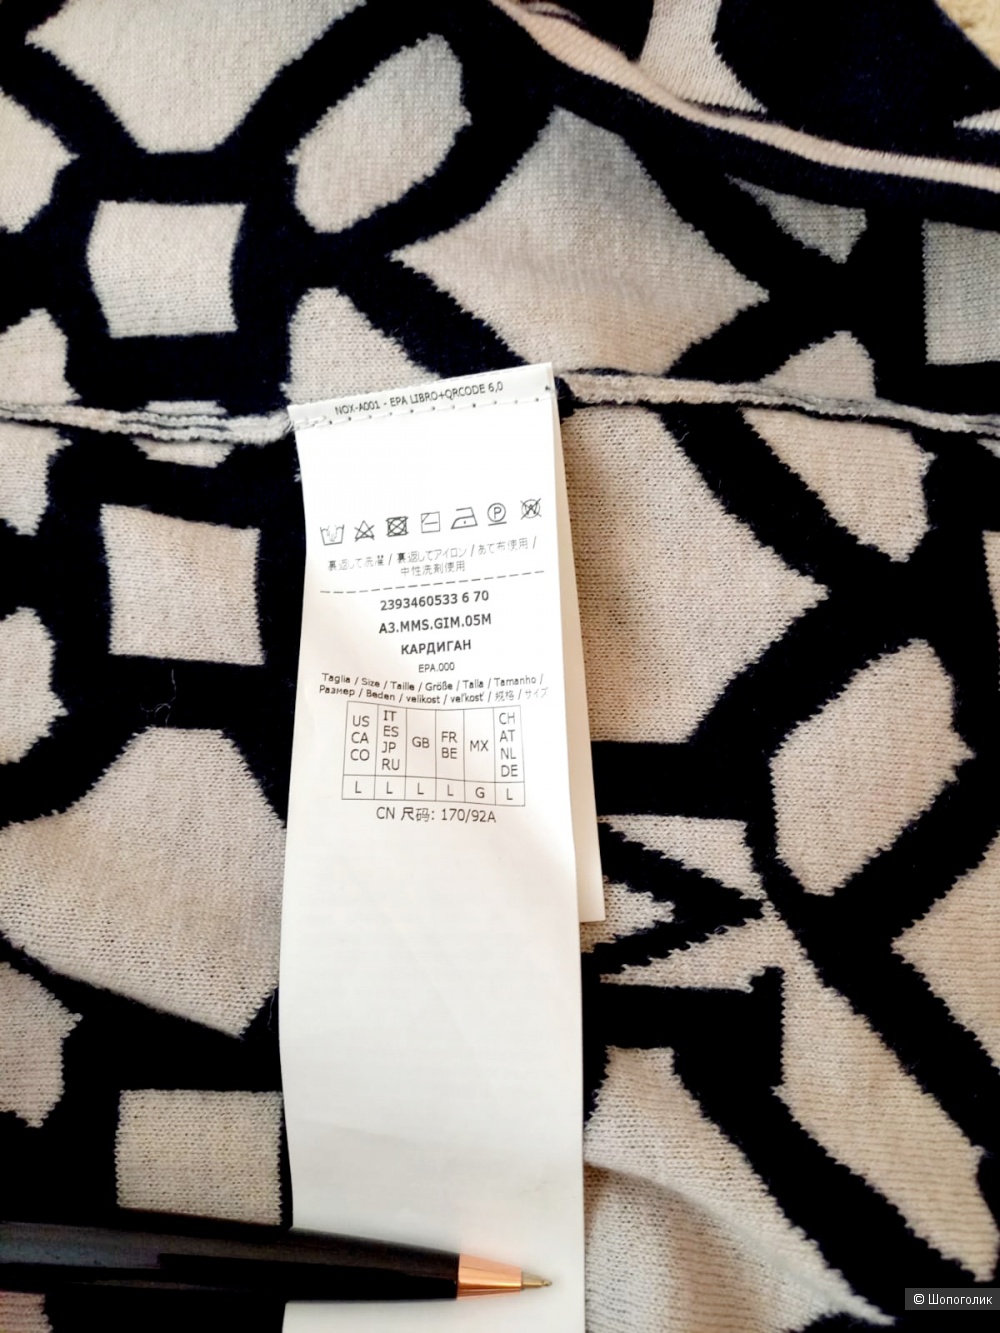 NOX-A001 - EPA LIBRO+QRCODE 6,0
裏返して洗濯 / 裏返してアイロン / あて布使用 /
中性洗剤使用
2393460533 6 70
A3.MMS.GIM.05M
КАРДИГАН
EPA.000
Taglia / Size / Taille / Größe / Talla / Tamanho /
Размер / Beden / velikost / veľkosť / 规格 / サイズ
US CA CO
IT ES JP RU
GB
FR BE
MX
CH AT NL DE
L L L L G L
CN 尺码: 170/92A
© Шопоголик